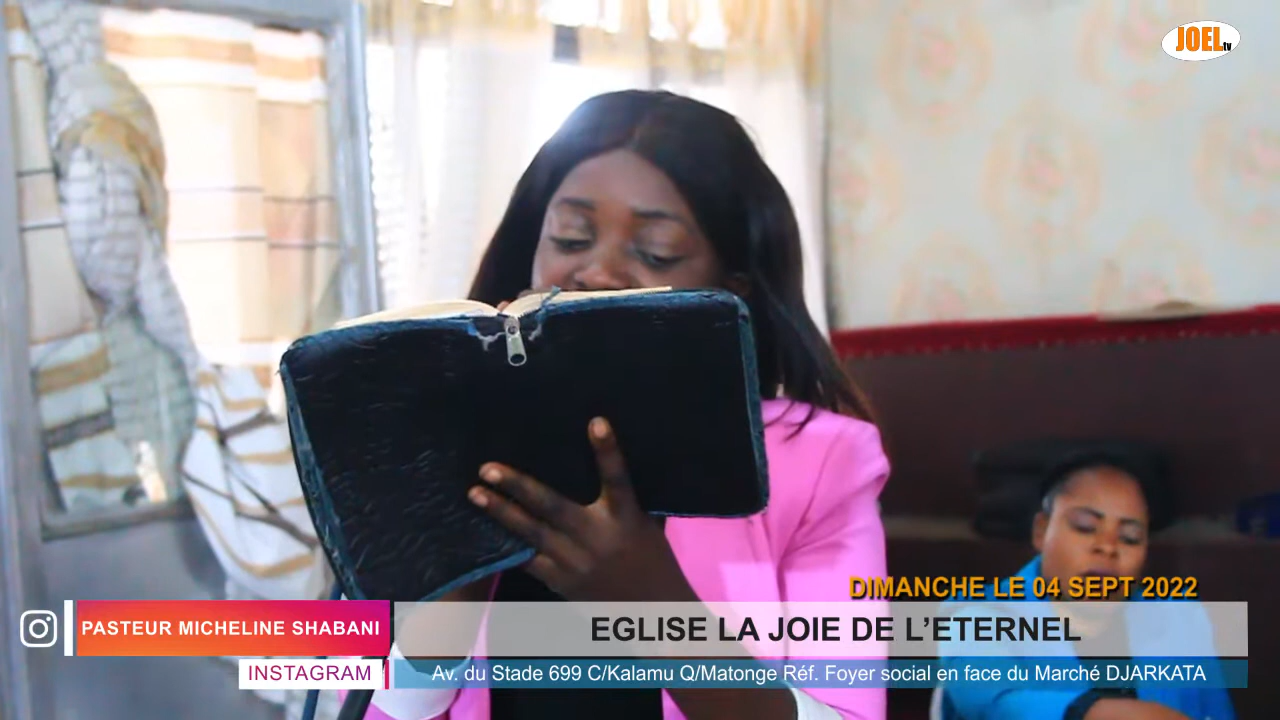 JOEL tv
DIMANCHE LE 04 SEPT 2022
PASTEUR MICHELINE SHABANI
EGLISE LA JOIE DE L’ETERNEL
INSTAGRAM
Av. du Stade 699 C/Kalamu Q/Matonge Réf. Foyer social en face du Marché DJARKATA